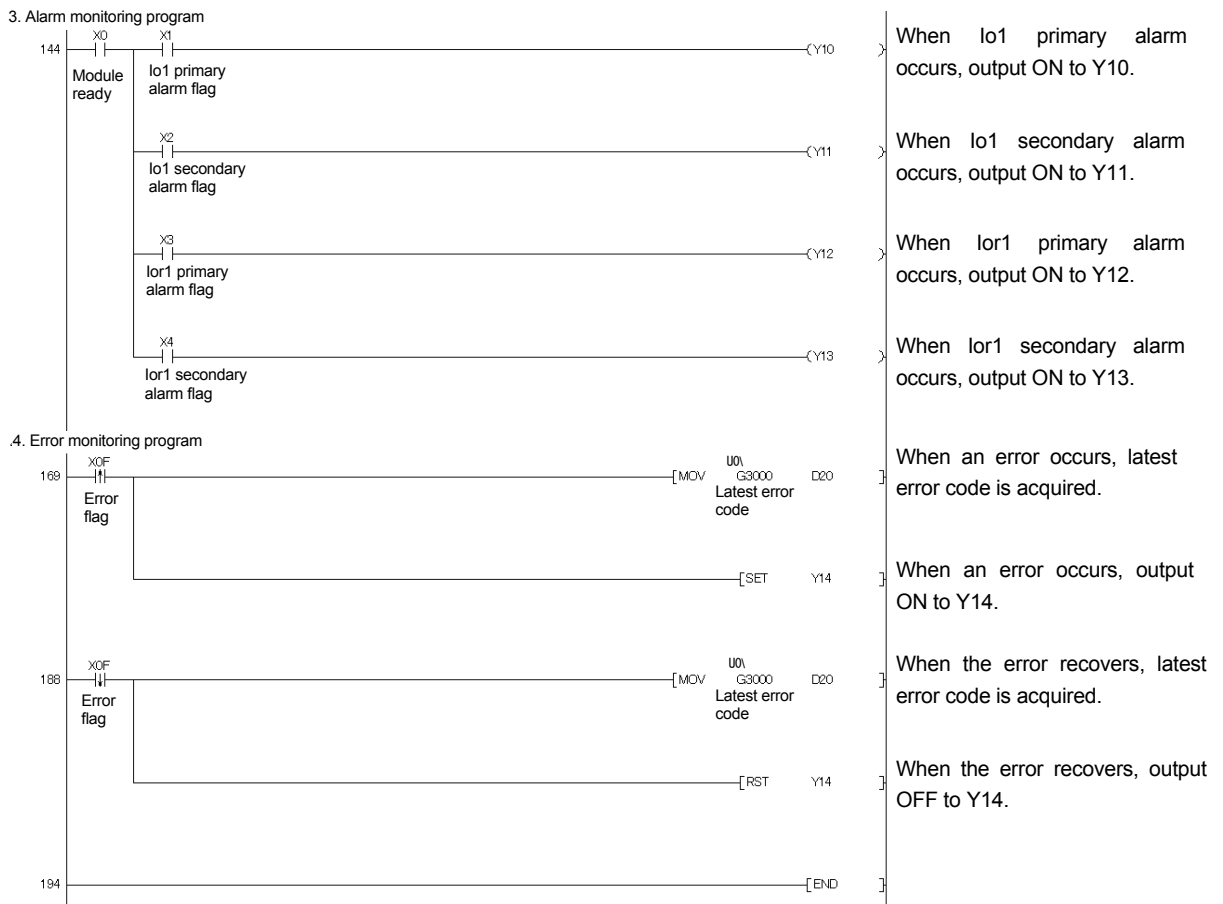 3. Alarm monitoring program
144 X0 X1 (Y10 )
Module ready
Io1 primary alarm flag
When Io1 primary alarm
occurs, output ON to Y10.
X2 (Y11 )
Io1 secondary
alarm flag
When Io1 secondary alarm
occurs, output ON to Y11.
X3 (Y12 )
Ior1 primary
alarm flag
When Ior1 primary alarm
occurs, output ON to Y12.
X4 (Y13 )
Ior1 secondary
alarm flag
When Ior1 secondary alarm
occurs, output ON to Y13.
.4. Error monitoring program
169 X0F [MOV U0\ G3000 D20 ]
Error
flag
Latest error
code
When an error occurs, latest
error code is acquired.
[SET Y14 ]
When an error occurs, output
ON to Y14.
188 X0F [MOV U0\ G3000 D20 ]
Error
flag
Latest error
code
When the error recovers, latest
error code is acquired.
[RST Y14 ]
When the error recovers, output
OFF to Y14.
194 [END ]